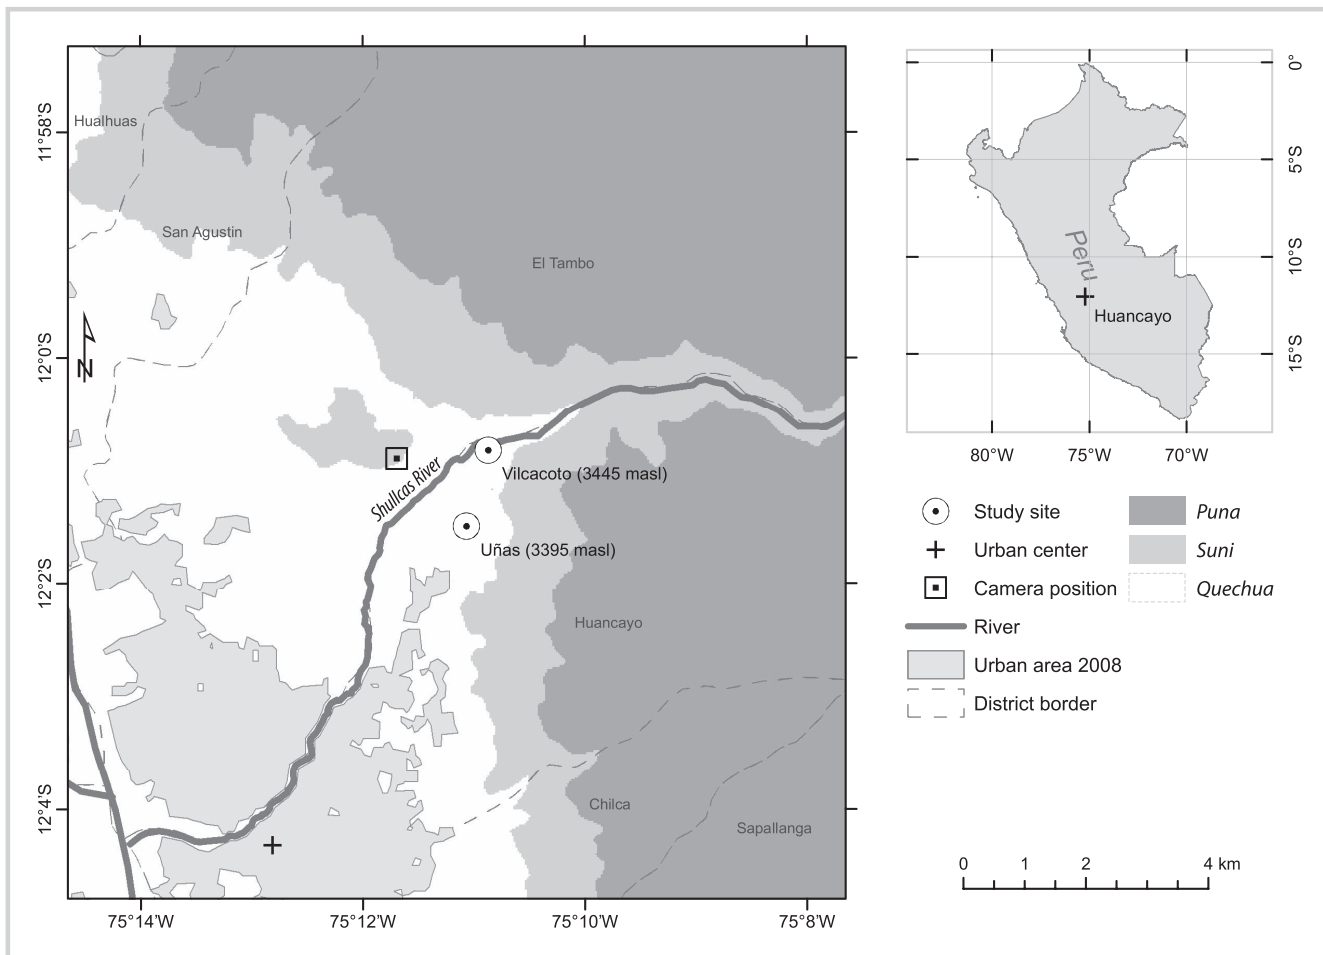 Hualhuas
San Agustin
El Tambo
N
Shullcas River
Vilcacoto (3445 masl)
Uñas (3395 masl)
Huancayo
Chilca
Sapallanga
11°58'S
12°0'S
12°2'S
12°4'S
75°14'W
75°12'W
75°10'W
75°8'W
Peru
Huancayo
0°
5°S
10°S
15°S
80°W
75°W
70°W
Study site
Urban center
Camera position
River
Urban area 2008
District border
Puna
Suni
Quechua
0 1 2 4 km